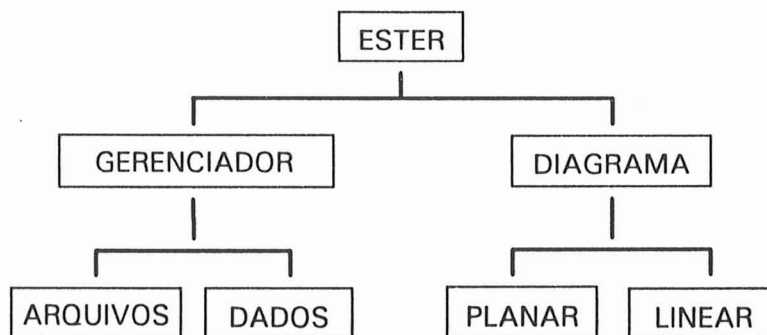 ESTER
GERENCIADOR
DIAGRAMA
ARQUIVOS
DADOS
PLANAR
LINEAR